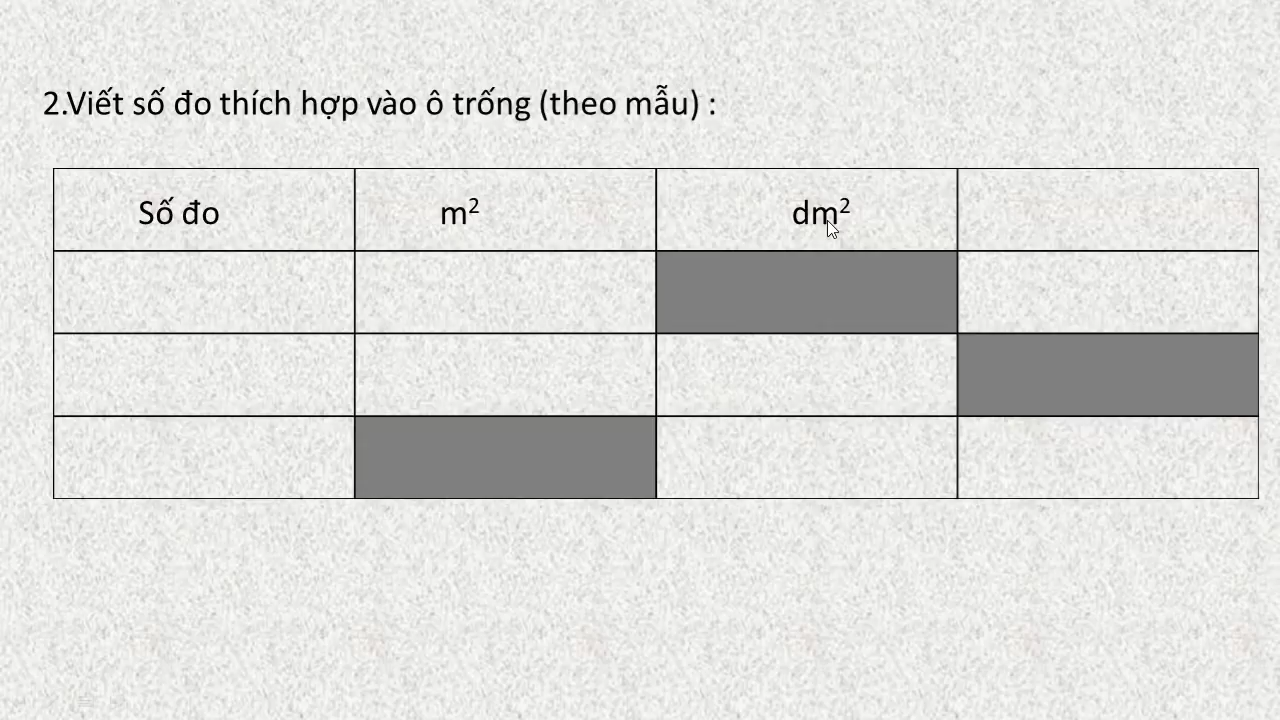 2.Viết số đo thích hợp vào ô trống (theo mẫu) :
Số đo m² dm²